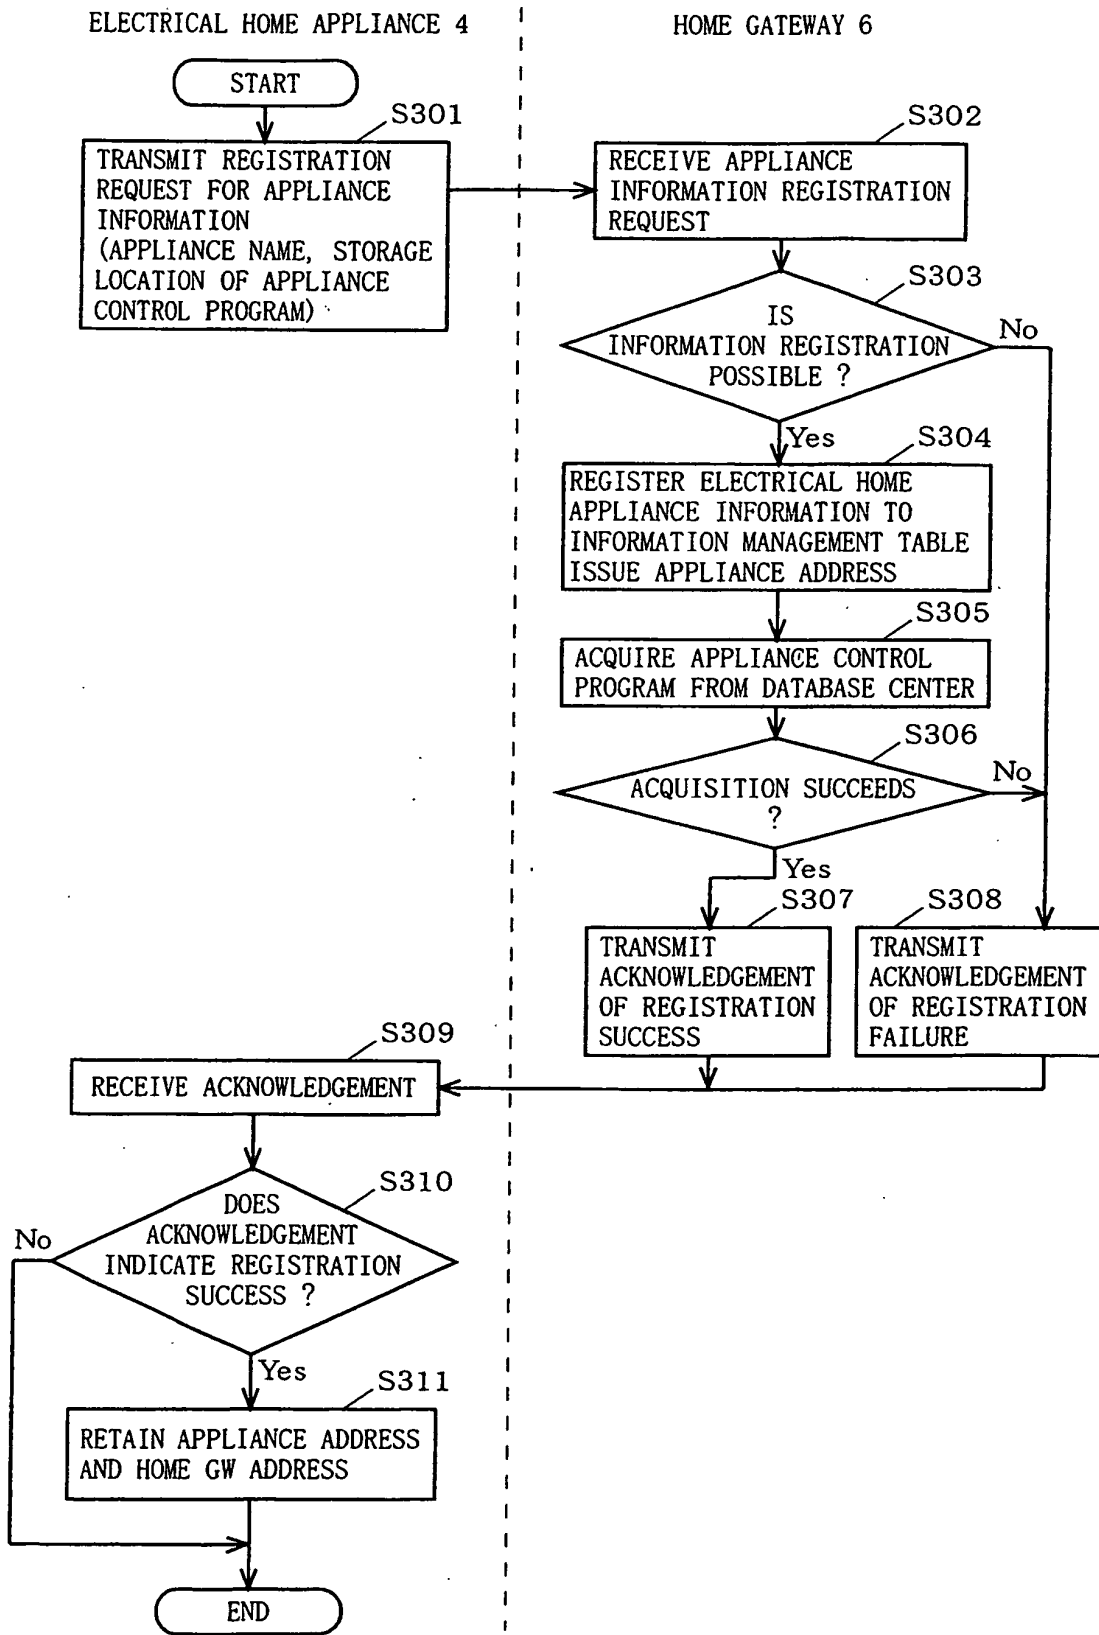 ELECTRICAL HOME APPLIANCE 4
HOME GATEWAY 6
START
S301
TRANSMIT REGISTRATION
REQUEST FOR APPLIANCE
INFORMATION
(APPLIANCE NAME, STORAGE
LOCATION OF APPLIANCE
CONTROL PROGRAM)
S302
RECEIVE APPLIANCE
INFORMATION REGISTRATION
REQUEST
S303
IS
INFORMATION REGISTRATION
POSSIBLE ?
No
Yes
S304
REGISTER ELECTRICAL HOME
APPLIANCE INFORMATION TO
INFORMATION MANAGEMENT TABLE
ISSUE APPLIANCE ADDRESS
S305
ACQUIRE APPLIANCE CONTROL
PROGRAM FROM DATABASE CENTER
S306
ACQUISITION SUCCEEDS
?
No
Yes
S307
TRANSMIT
ACKNOWLEDGEMENT
OF REGISTRATION
SUCCESS
S308
TRANSMIT
ACKNOWLEDGEMENT
OF REGISTRATION
FAILURE
S309
RECEIVE ACKNOWLEDGEMENT
S310
DOES
ACKNOWLEDGEMENT
INDICATE REGISTRATION
SUCCESS ?
No
Yes
S311
RETAIN APPLIANCE ADDRESS
AND HOME GW ADDRESS
END